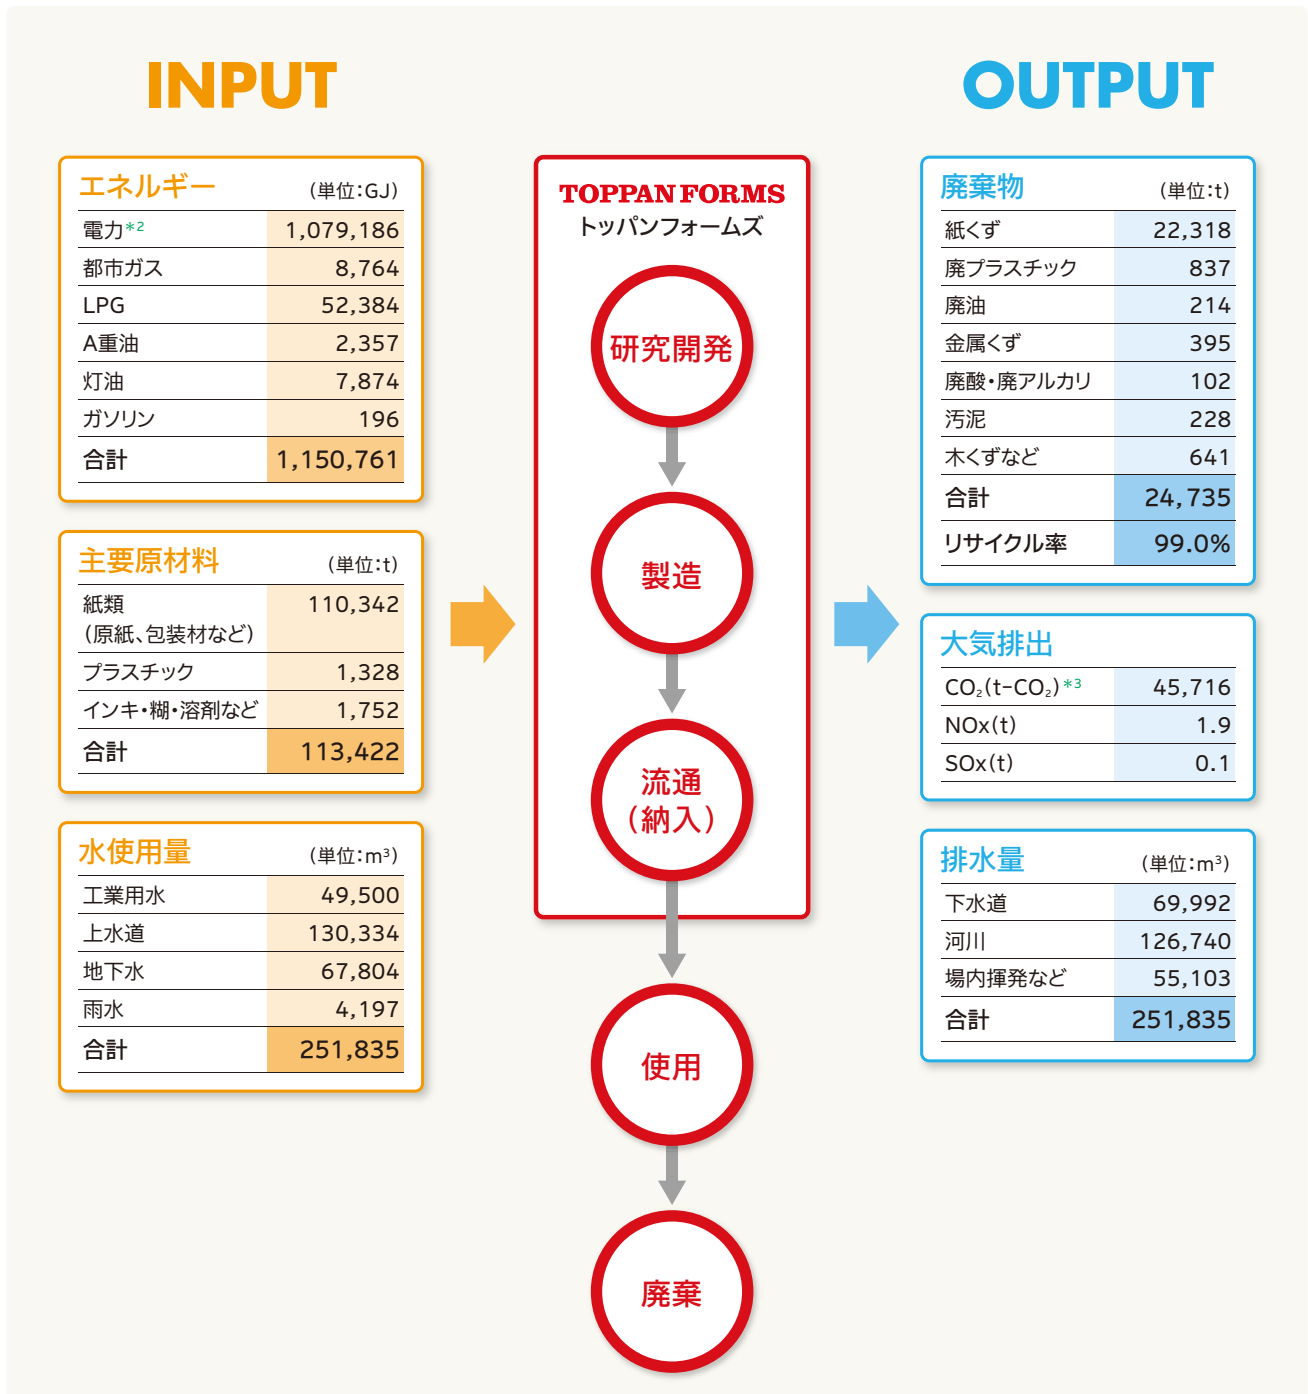 INPUT
エネルギー (単位:GJ)
電力*2 1,079,186
都市ガス 8,764
LPG 52,384
A重油 2,357
灯油 7,874
ガソリン 196
合計 1,150,761
主要原材料 (単位:t)
紙類 110,342
(原紙、包装材など)
プラスチック 1,328
インキ・糊・溶剤など 1,752
合計 113,422
水使用量 (単位:m³)
工業用水 49,500
上水道 130,334
地下水 67,804
雨水 4,197
合計 251,835
TOPPAN FORMS
トッパンフォームズ
研究開発
製造
流通
(納入)
使用
廃棄
OUTPUT
廃棄物 (単位:t)
紙くず 22,318
廃プラスチック 837
廃油 214
金属くず 395
廃酸・廃アルカリ 102
汚泥 228
木くずなど 641
合計 24,735
リサイクル率 99.0%
大気排出
CO₂(t-CO₂)*3 45,716
NOx(t) 1.9
SOx(t) 0.1
排水量 (単位:m³)
下水道 69,992
河川 126,740
場内揮発など 55,103
合計 251,835